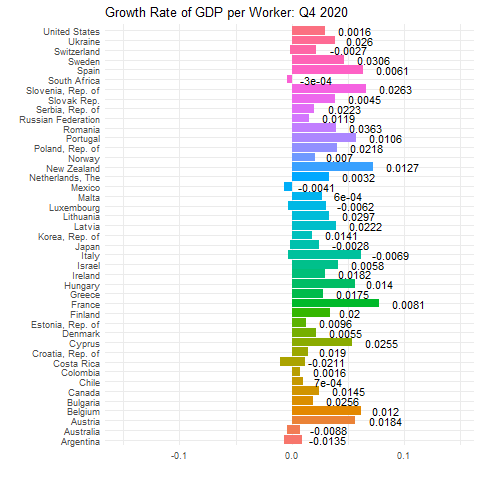 Growth Rate of GDP per Worker: Q4 2020
United States 0.0016
Ukraine 0.026
Switzerland -0.0027
Sweden 0.0306
Spain 0.0061
South Africa -3e-04
Slovenia, Rep. of 0.0263
Slovak Rep. 0.0045
Serbia, Rep. of 0.0223
Russian Federation 0.0119
Romania 0.0363
Portugal 0.0106
Poland, Rep. of 0.0218
Norway 0.007
New Zealand 0.0127
Netherlands, The 0.0032
Mexico -0.0041
Malta 6e-04
Luxembourg -0.0062
Lithuania 0.0297
Latvia 0.0222
Korea, Rep. of 0.0141
Japan -0.0028
Italy -0.0069
Israel 0.0058
Ireland 0.0182
Hungary 0.014
Greece 0.0175
France 0.0081
Finland 0.02
Estonia, Rep. of 0.0096
Denmark 0.0055
Cyprus 0.0255
Croatia, Rep. of 0.019
Costa Rica -0.0211
Colombia 0.0016
Chile 7e-04
Canada 0.0145
Bulgaria 0.0256
Belgium 0.012
Austria 0.0184
Australia -0.0088
Argentina -0.0135
-0.1 0.0 0.1